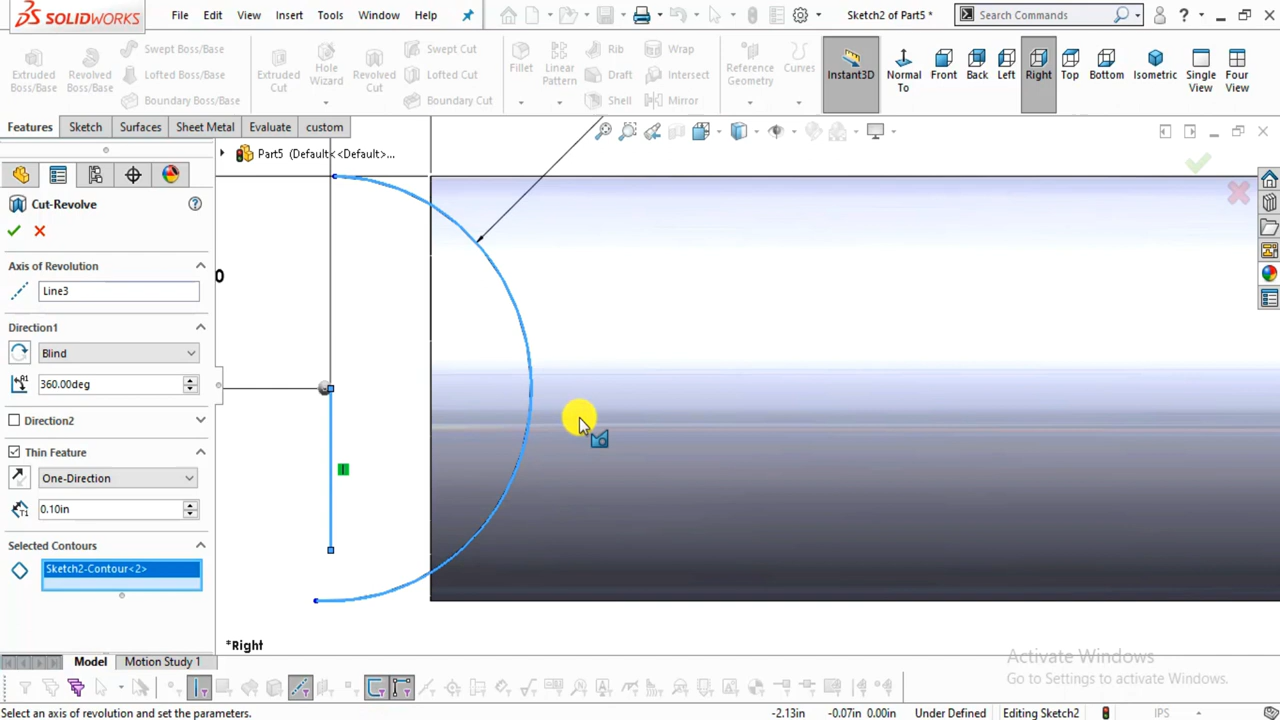 SOLIDWORKS File Edit View Insert Tools Window Help Sketch2 of Part5 * Search Commands ?
Extruded Boss/Base Revolved Boss/Base Swept Boss/Base Lofted Boss/Base Boundary Boss/Base Extruded Cut Hole Wizard Revolved Cut Swept Cut Lofted Cut Boundary Cut Fillet Linear Pattern Rib Draft Shell Wrap Intersect Mirror Reference Geometry Curves Instant3D Normal To Front Back Left Right Top Bottom Isometric Single View Four View
Features Sketch Surfaces Sheet Metal Evaluate custom
Part5 (Default<<Default>...
Cut-Revolve
Axis of Revolution
0
Line3
Direction1
Blind
360.00deg
Direction2
Thin Feature
One-Direction
0.10in
Selected Contours
Sketch2-Contour<2>
*Right
Activate Windows
Model Motion Study 1
Go to Settings to activate Windows.
Select an axis of revolution and set the parameters. -2.13in -0.07in 0.00in Under Defined Editing Sketch2 IPS